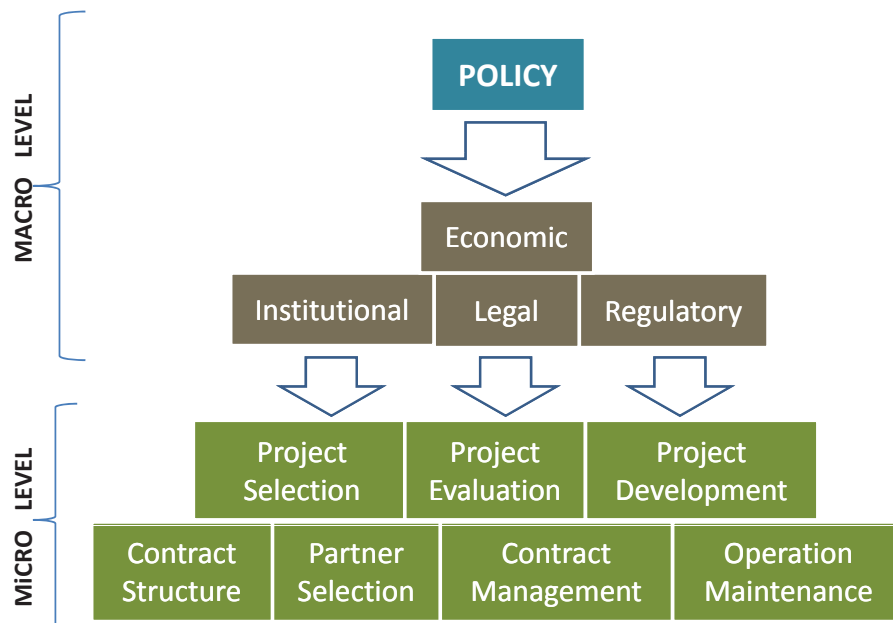 MACRO LEVEL
POLICY
Economic
Institutional
Legal
Regulatory
MiCRO LEVEL
Project
Selection
Project
Evaluation
Project
Development
Contract
Structure
Partner
Selection
Contract
Management
Operation
Maintenance